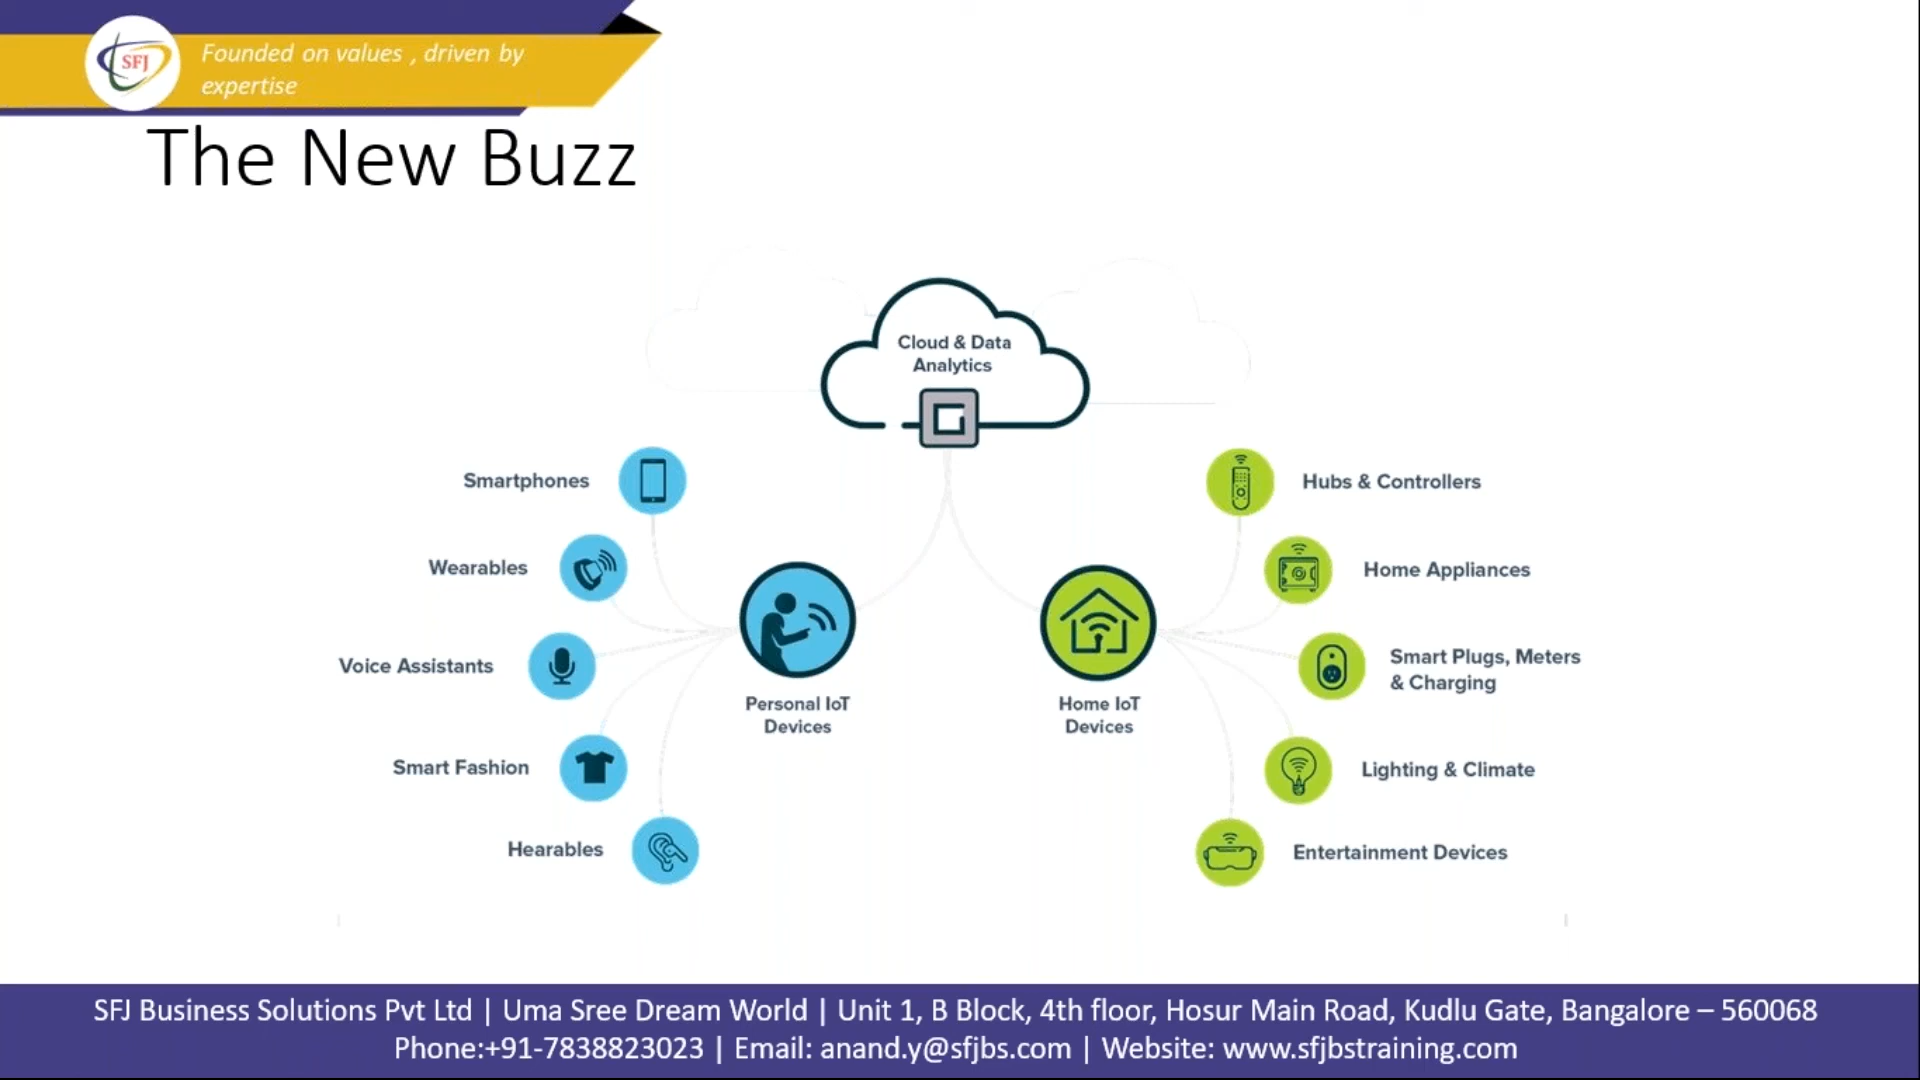 SFJ
Founded on values , driven by
expertise
The New Buzz
Cloud & Data
Analytics
Smartphones
Wearables
Voice Assistants
Smart Fashion
Hearables
Personal IoT
Devices
Home IoT
Devices
Hubs & Controllers
Home Appliances
Smart Plugs, Meters
& Charging
Lighting & Climate
Entertainment Devices
SFJ Business Solutions Pvt Ltd | Uma Sree Dream World | Unit 1, B Block, 4th floor, Hosur Main Road, Kudlu Gate, Bangalore – 560068
Phone:+91-7838823023 | Email: anand.y@sfjbs.com | Website: www.sfjbstraining.com